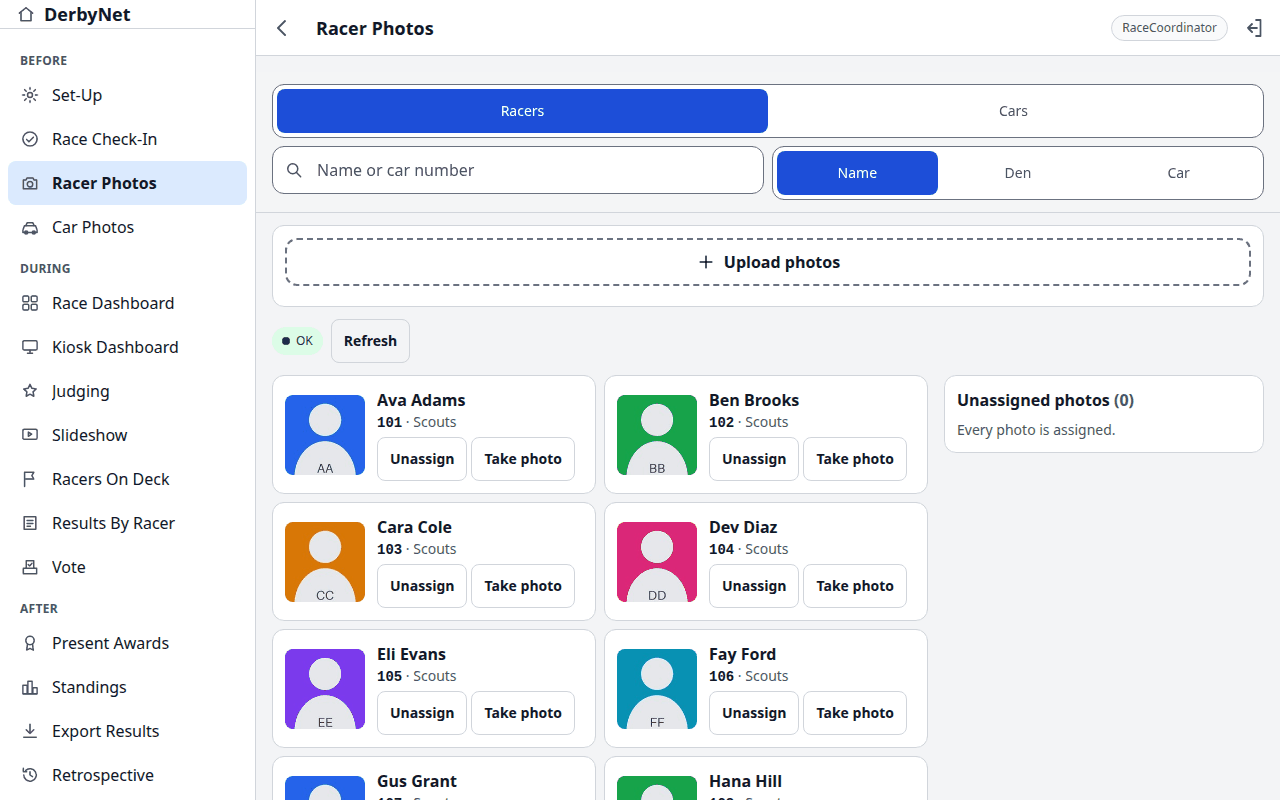 DerbyNet
BEFORE
Set-Up
Race Check-In
Racer Photos
Car Photos
DURING
Race Dashboard
Kiosk Dashboard
Judging
Slideshow
Racers On Deck
Results By Racer
Vote
AFTER
Present Awards
Standings
Export Results
Retrospective
Racer Photos
RaceCoordinator
Racers
Cars
Name or car number
Name
Den
Car
Upload photos
OK
Refresh
AA
Ava Adams
101 · Scouts
Unassign
Take photo
BB
Ben Brooks
102 · Scouts
Unassign
Take photo
Unassigned photos (0)
Every photo is assigned.
CC
Cara Cole
103 · Scouts
Unassign
Take photo
DD
Dev Diaz
104 · Scouts
Unassign
Take photo
EE
Eli Evans
105 · Scouts
Unassign
Take photo
FF
Fay Ford
106 · Scouts
Unassign
Take photo
Gus Grant
107 · Scouts
Hana Hill
108 · Scouts